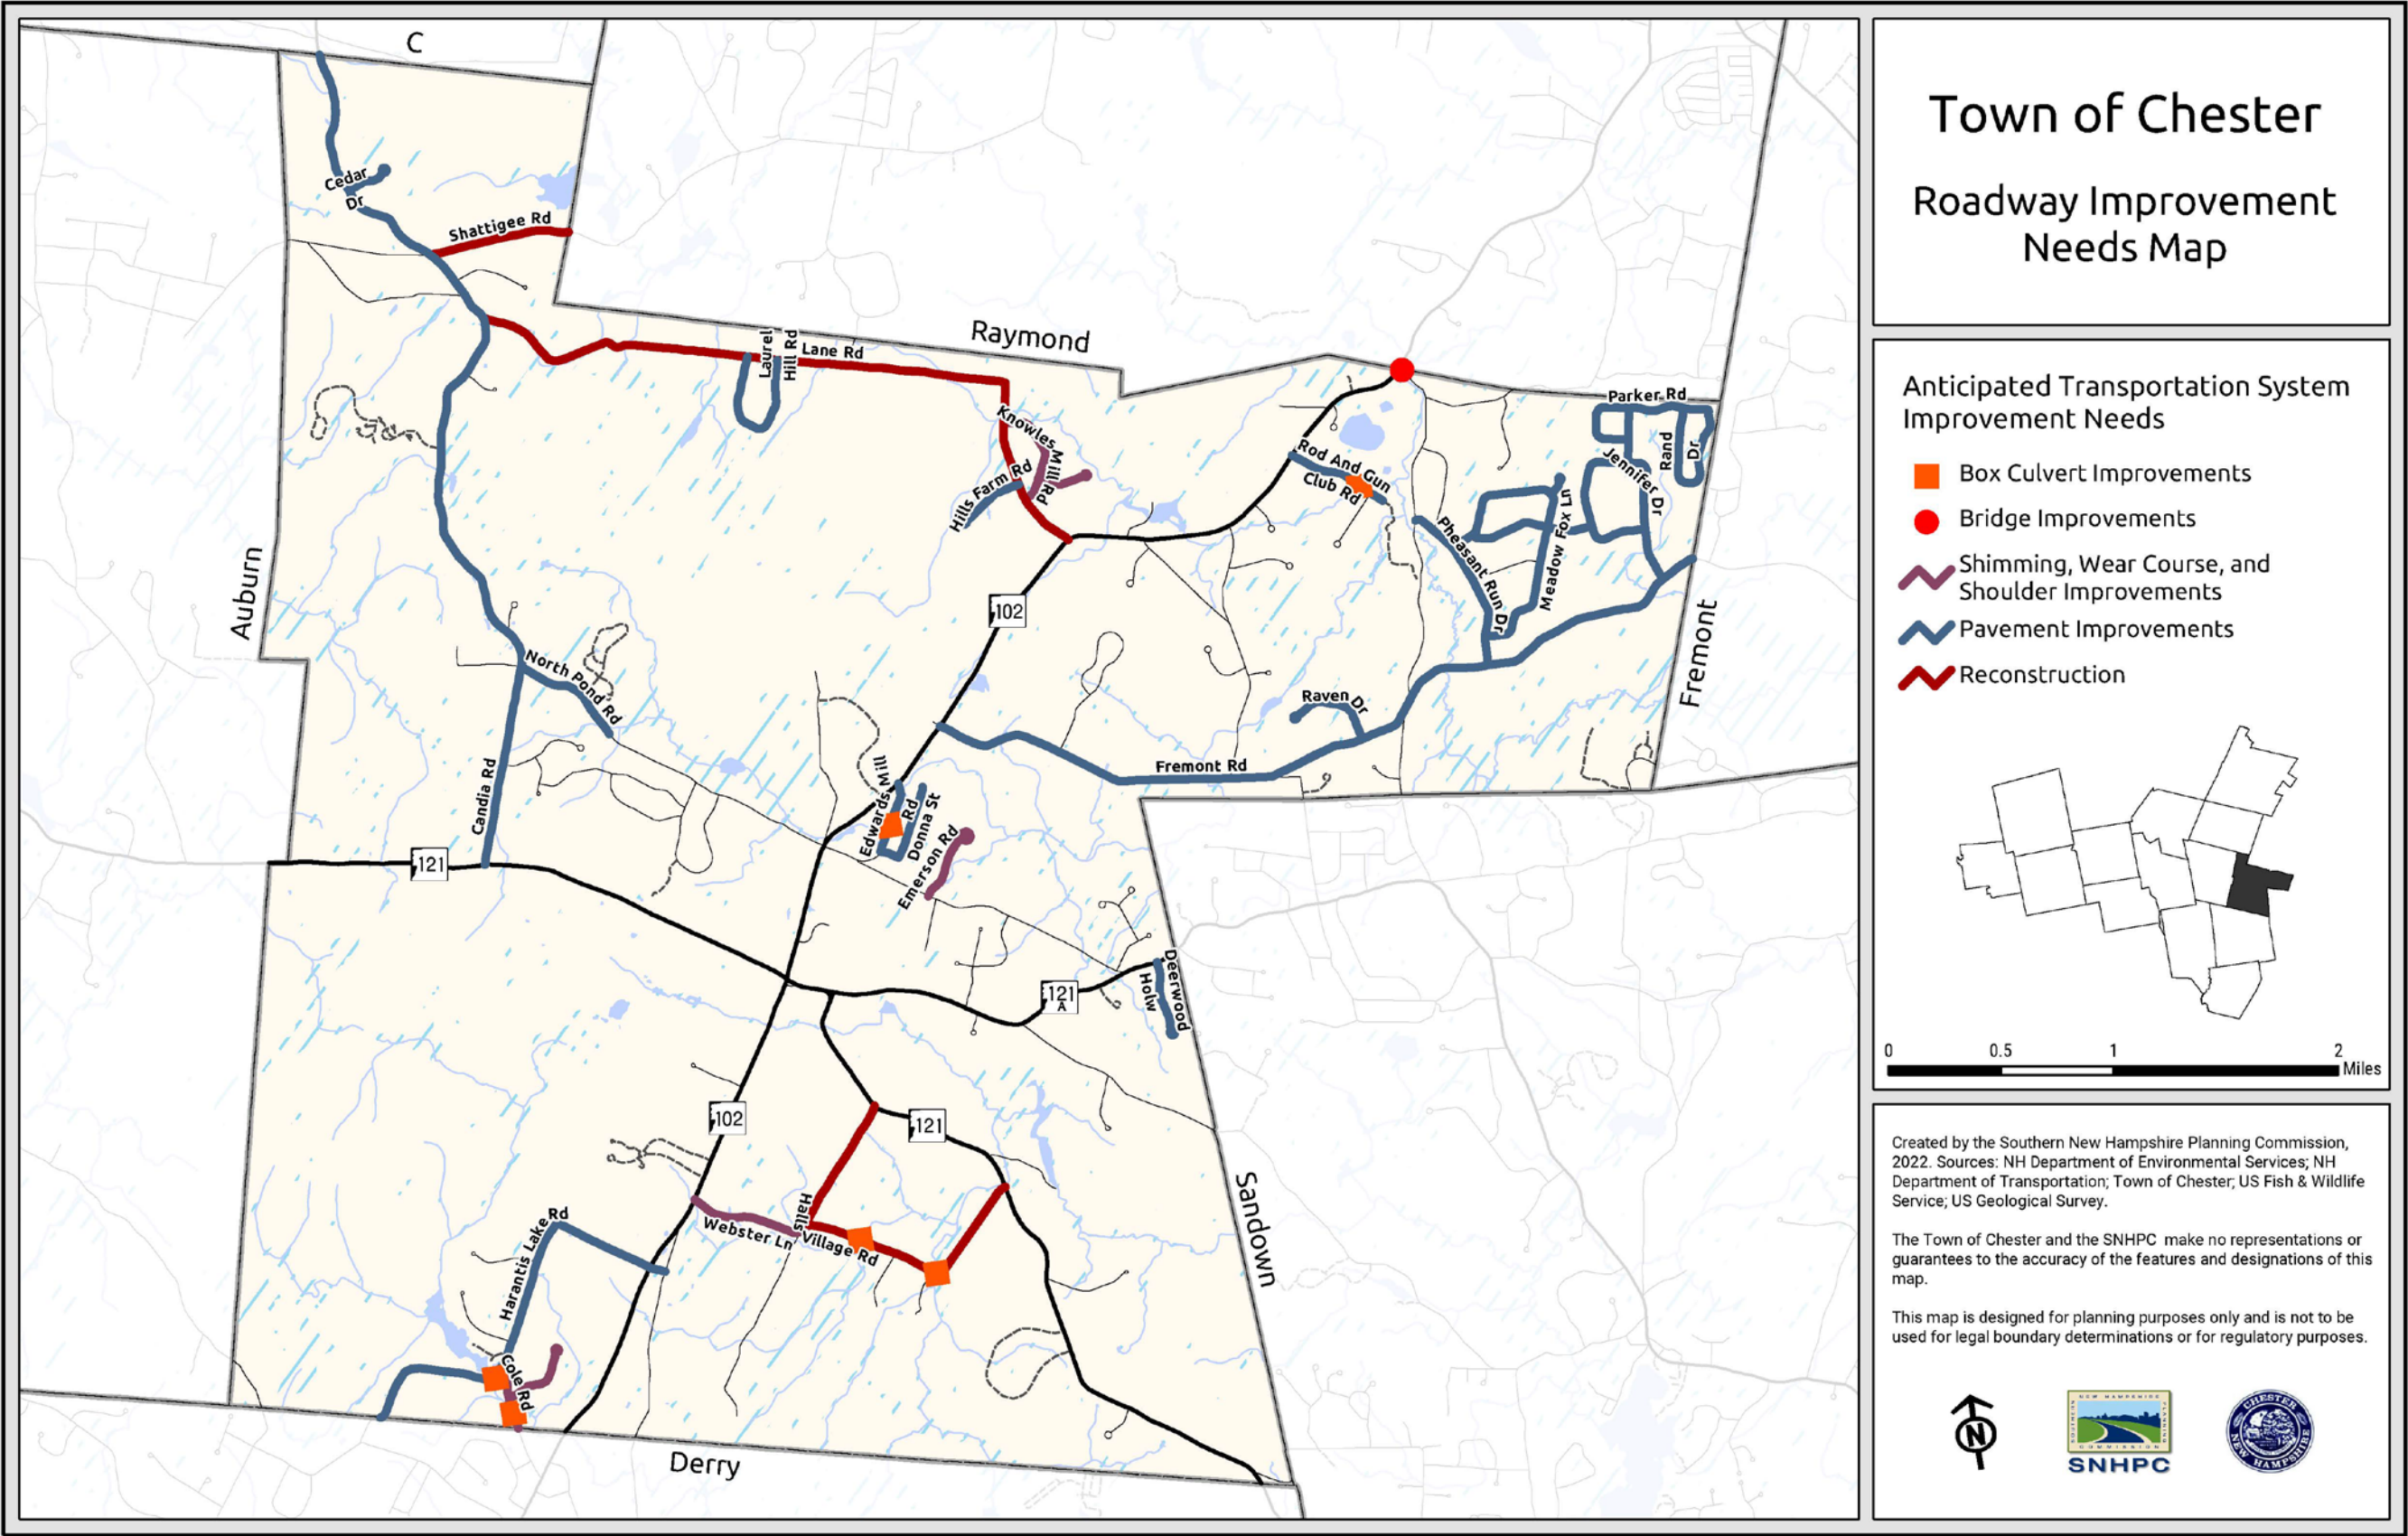 C
Cedar
Dr
Shattigee Rd
Raymond
Laurel
Hill Rd
Lane Rd
Knowles
Mill Rd
Hills Farm Rd
Rod And Gun
Club Rd
Parker Rd
Rand
Dr
Jennifer Dr
Meadow Fox Ln
Pheasant Run Dr
Auburn
102
Fremont
North Pond Rd
Raven Dr
Fremont Rd
Candia Rd
Edwards Mill
Rd
Donna St
Emerson Rd
121
121
A
Deerwood
Holw
102
121
Halls
Village Rd
Webster Ln
Sandown
Harantis Lake Rd
Cole Rd
Derry
Town of Chester
Roadway Improvement
Needs Map
Anticipated Transportation System
Improvement Needs
Box Culvert Improvements
Bridge Improvements
Shimming, Wear Course, and
Shoulder Improvements
Pavement Improvements
Reconstruction
0 0.5 1 2
Miles
Created by the Southern New Hampshire Planning Commission,
2022. Sources: NH Department of Environmental Services; NH
Department of Transportation; Town of Chester; US Fish & Wildlife
Service; US Geological Survey.
The Town of Chester and the SNHPC make no representations or
guarantees to the accuracy of the features and designations of this
map.
This map is designed for planning purposes only and is not to be
used for legal boundary determinations or for regulatory purposes.
N
NEW HAMPSHIRE
SOUTHERN
PLANNING
COMMISSION
SNHPC
CHESTER
NEW HAMPSHIRE